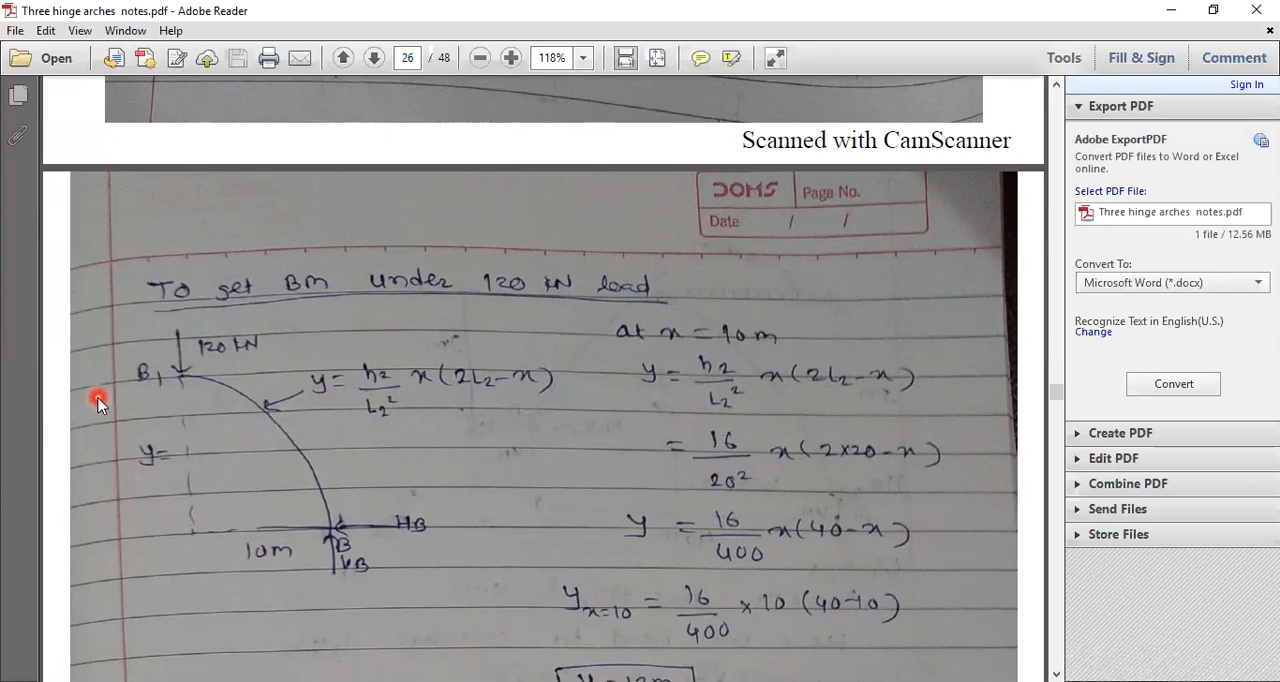 Three hinge arches notes.pdf - Adobe Reader
File Edit View Window Help
Open 26 / 48 118% Tools Fill & Sign Comment
Sign In
Export PDF
Adobe ExportPDF
Convert PDF files to Word or Excel
online.
Select PDF File:
Three hinge arches notes.pdf
1 file / 12.56 MB
Convert To:
Microsoft Word (*.docx)
Recognize Text in English(U.S.)
Change
Convert
Create PDF
Edit PDF
Combine PDF
Send Files
Store Files
Scanned with CamScanner
DOMS Page No.
Date / /
To get BM under 120 kN load
120 kN
B1
y = h2/L2² x(2L2-x)
y=
HB
10m B
VB
at x = 10m
y = h2/L2² x(2L2-x)
= 16/20² x(2x20-x)
y = 16/400 x(40-x)
y x=10 = 16/400 x 10 (40-10)
y = 12m